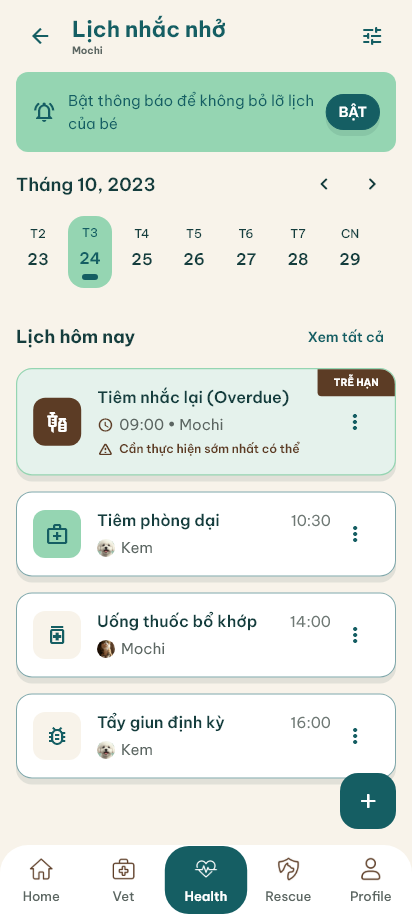 Lịch nhắc nhở
Mochi
Bật thông báo để không bỏ lỡ lịch
của bé
BẬT
Tháng 10, 2023
T2 T3 T4 T5 T6 T7 CN
23 24 25 26 27 28 29
Lịch hôm nay Xem tất cả
TRỄ HẠN
Tiêm nhắc lại (Overdue)
09:00 • Mochi
Cần thực hiện sớm nhất có thể
Tiêm phòng dại 10:30
Kem
Uống thuốc bổ khớp 14:00
Mochi
Tẩy giun định kỳ 16:00
Kem
Home Vet Health Rescue Profile